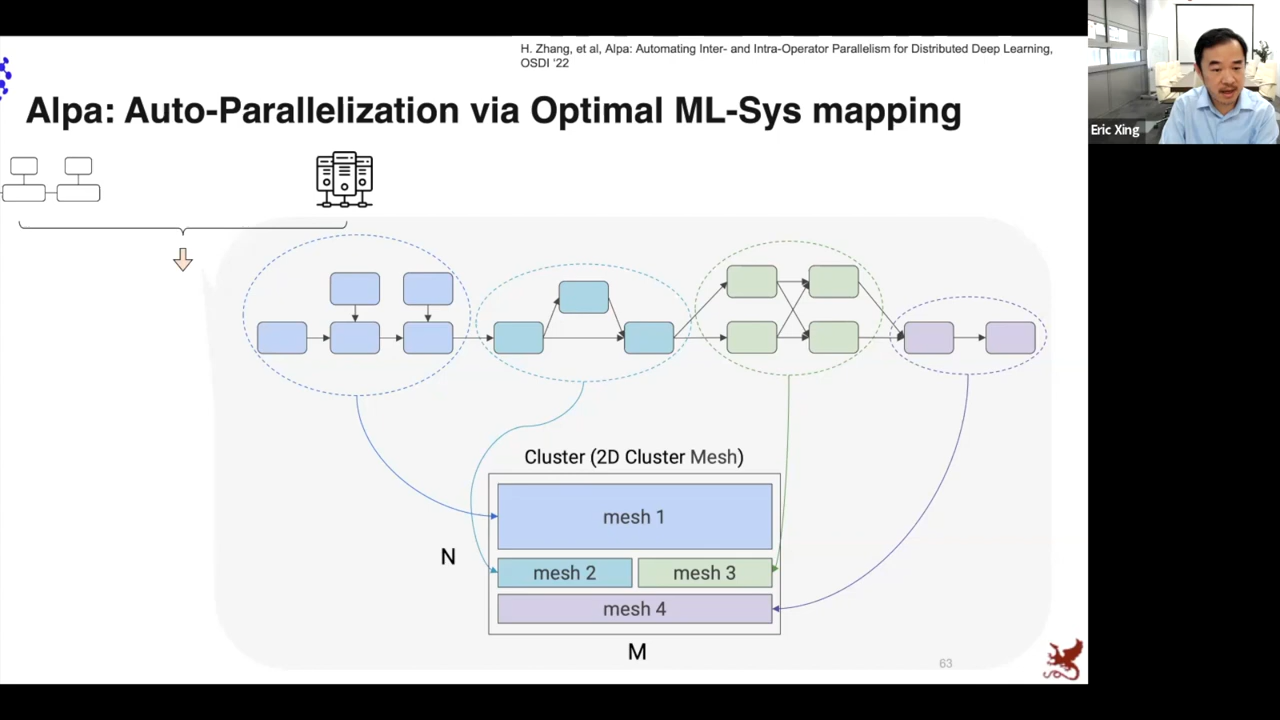 H. Zhang, et al, Alpa: Automating Inter- and Intra-Operator Parallelism for Distributed Deep Learning,
OSDI '22
Alpa: Auto-Parallelization via Optimal ML-Sys mapping
Eric Xing
Cluster (2D Cluster Mesh)
mesh 1
N
mesh 2
mesh 3
mesh 4
M
63